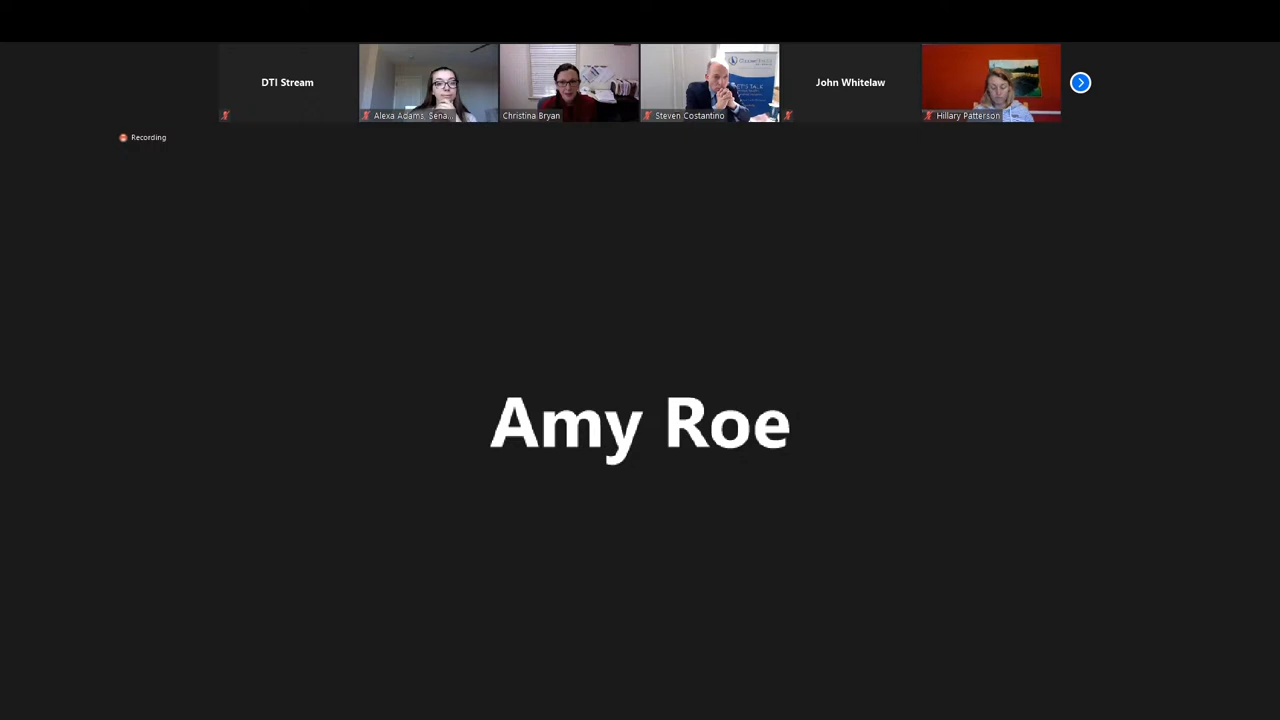 DTI Stream
Alexa Adams, Sena...
Christina Bryan
Steven Costantino
John Whitelaw
Hillary Patterson
Recording
Amy Roe